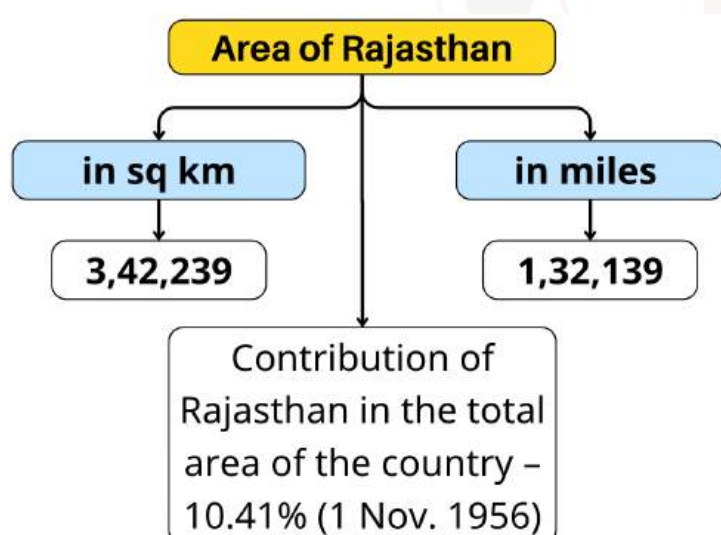 Area of Rajasthan
in sq km
in miles
3,42,239
1,32,139
Contribution of
Rajasthan in the total
area of the country –
10.41% (1 Nov. 1956)